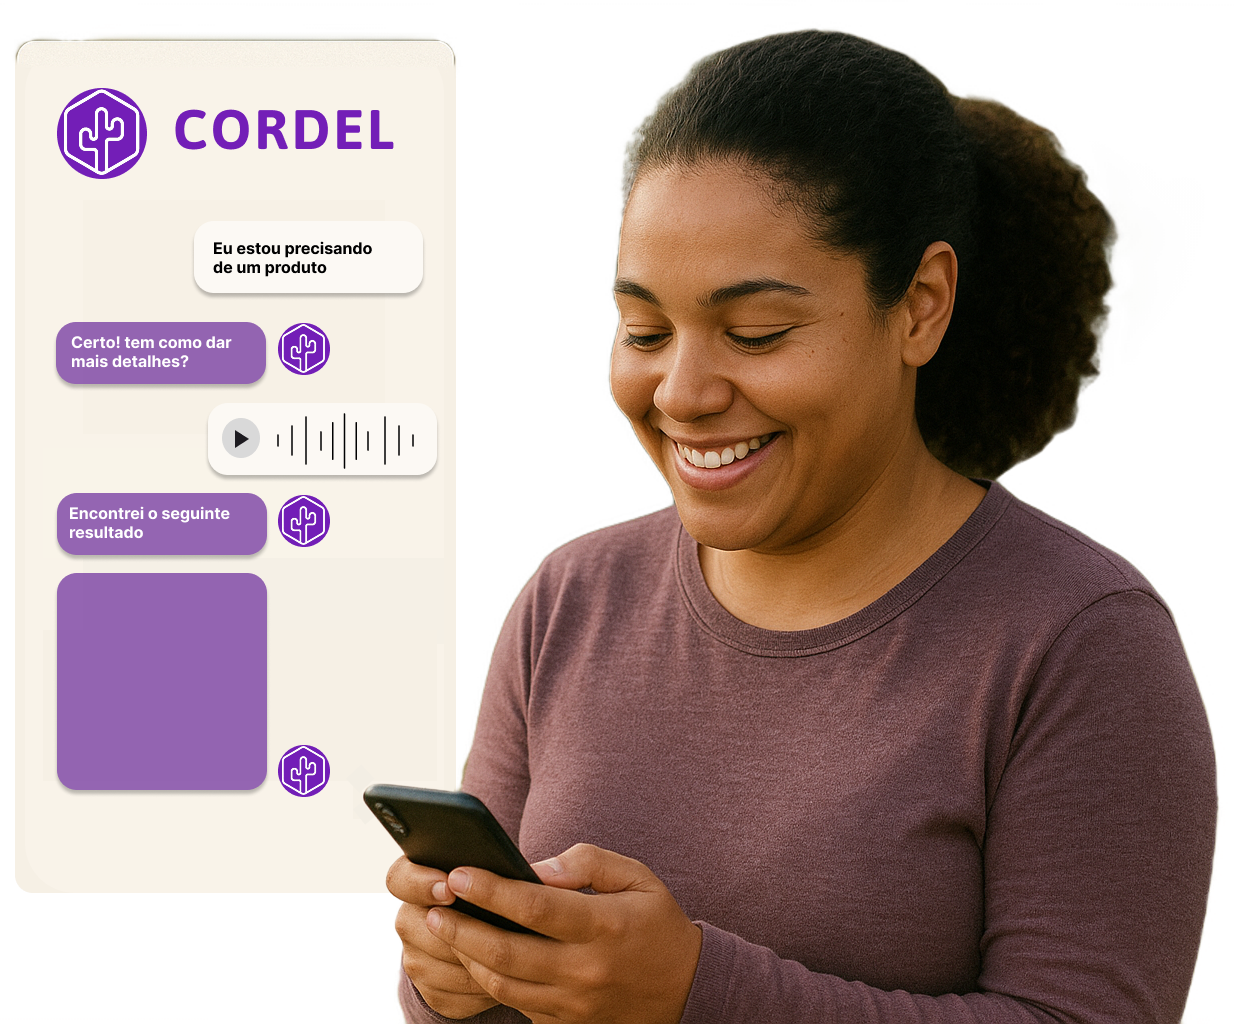 CORDEL
Eu estou precisando
de um produto
Certo! tem como dar
mais detalhes?
Encontrei o seguinte
resultado